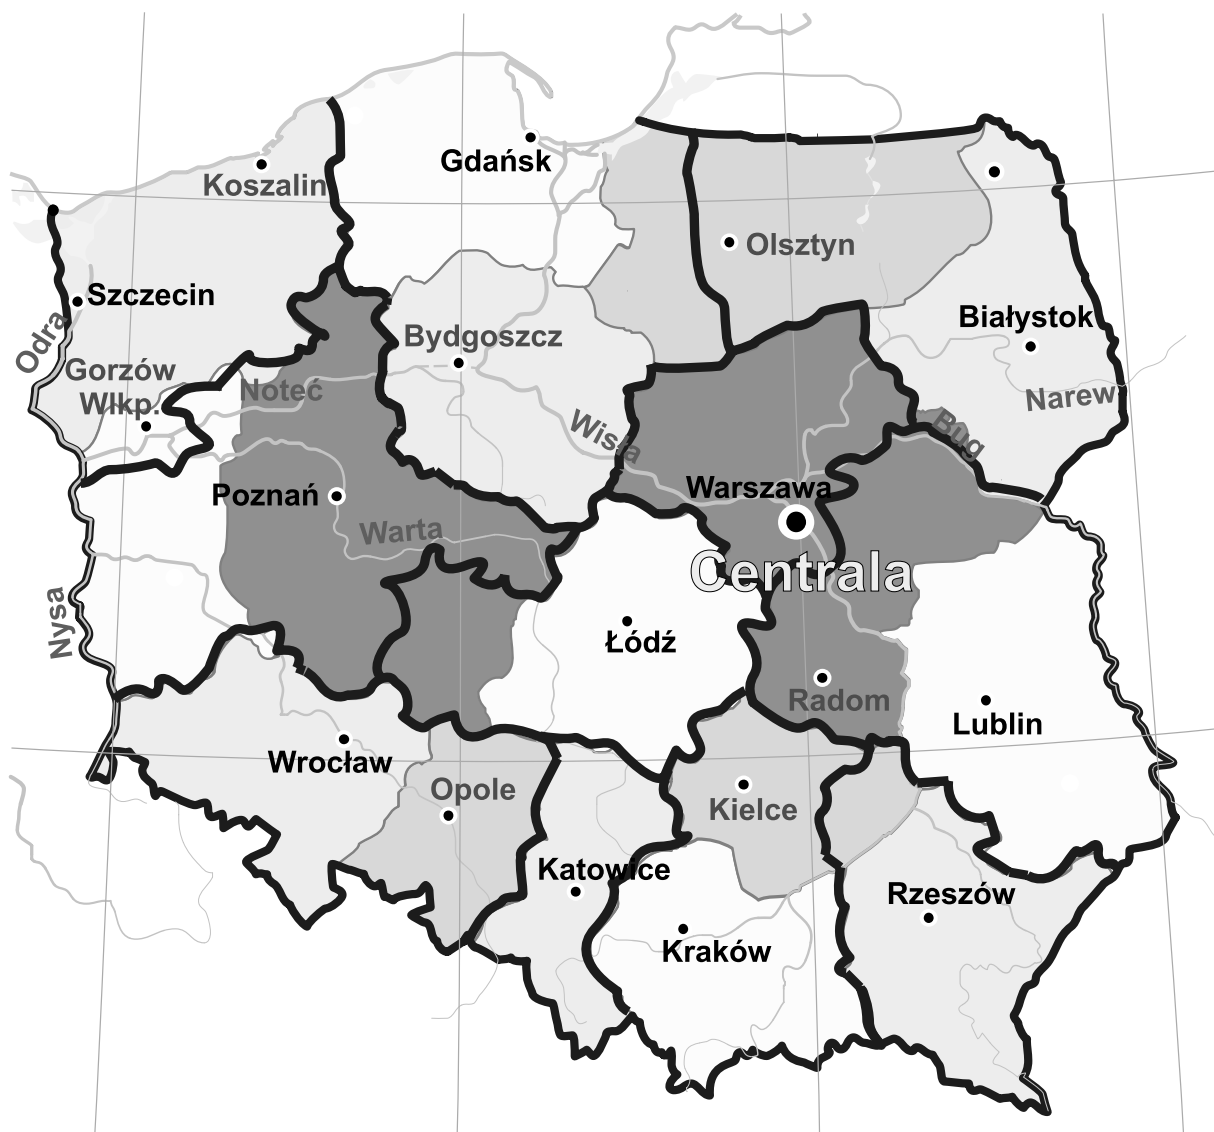 Gdańsk
Koszalin
Olsztyn
Szczecin
Białystok
Odra
Bydgoszcz
Gorzów
Wlkp.
Noteć
Narew
Wisła
Bug
Poznań
Warszawa
Warta
Centrala
Nysa
Łódź
Radom
Lublin
Wrocław
Opole
Kielce
Katowice
Rzeszów
Kraków